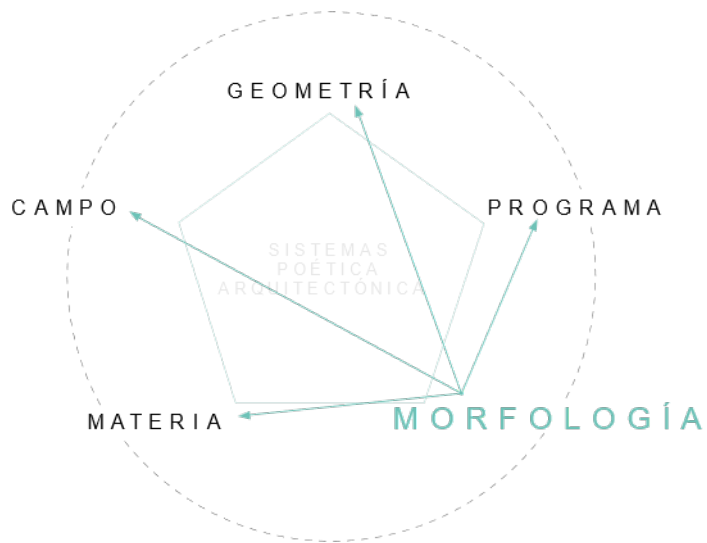 GEOMETRÍA
CAMPO
PROGRAMA
SISTEMAS
POÉTICA
ARQUITECTÓNICA
MATERIA
MORFOLOGÍA